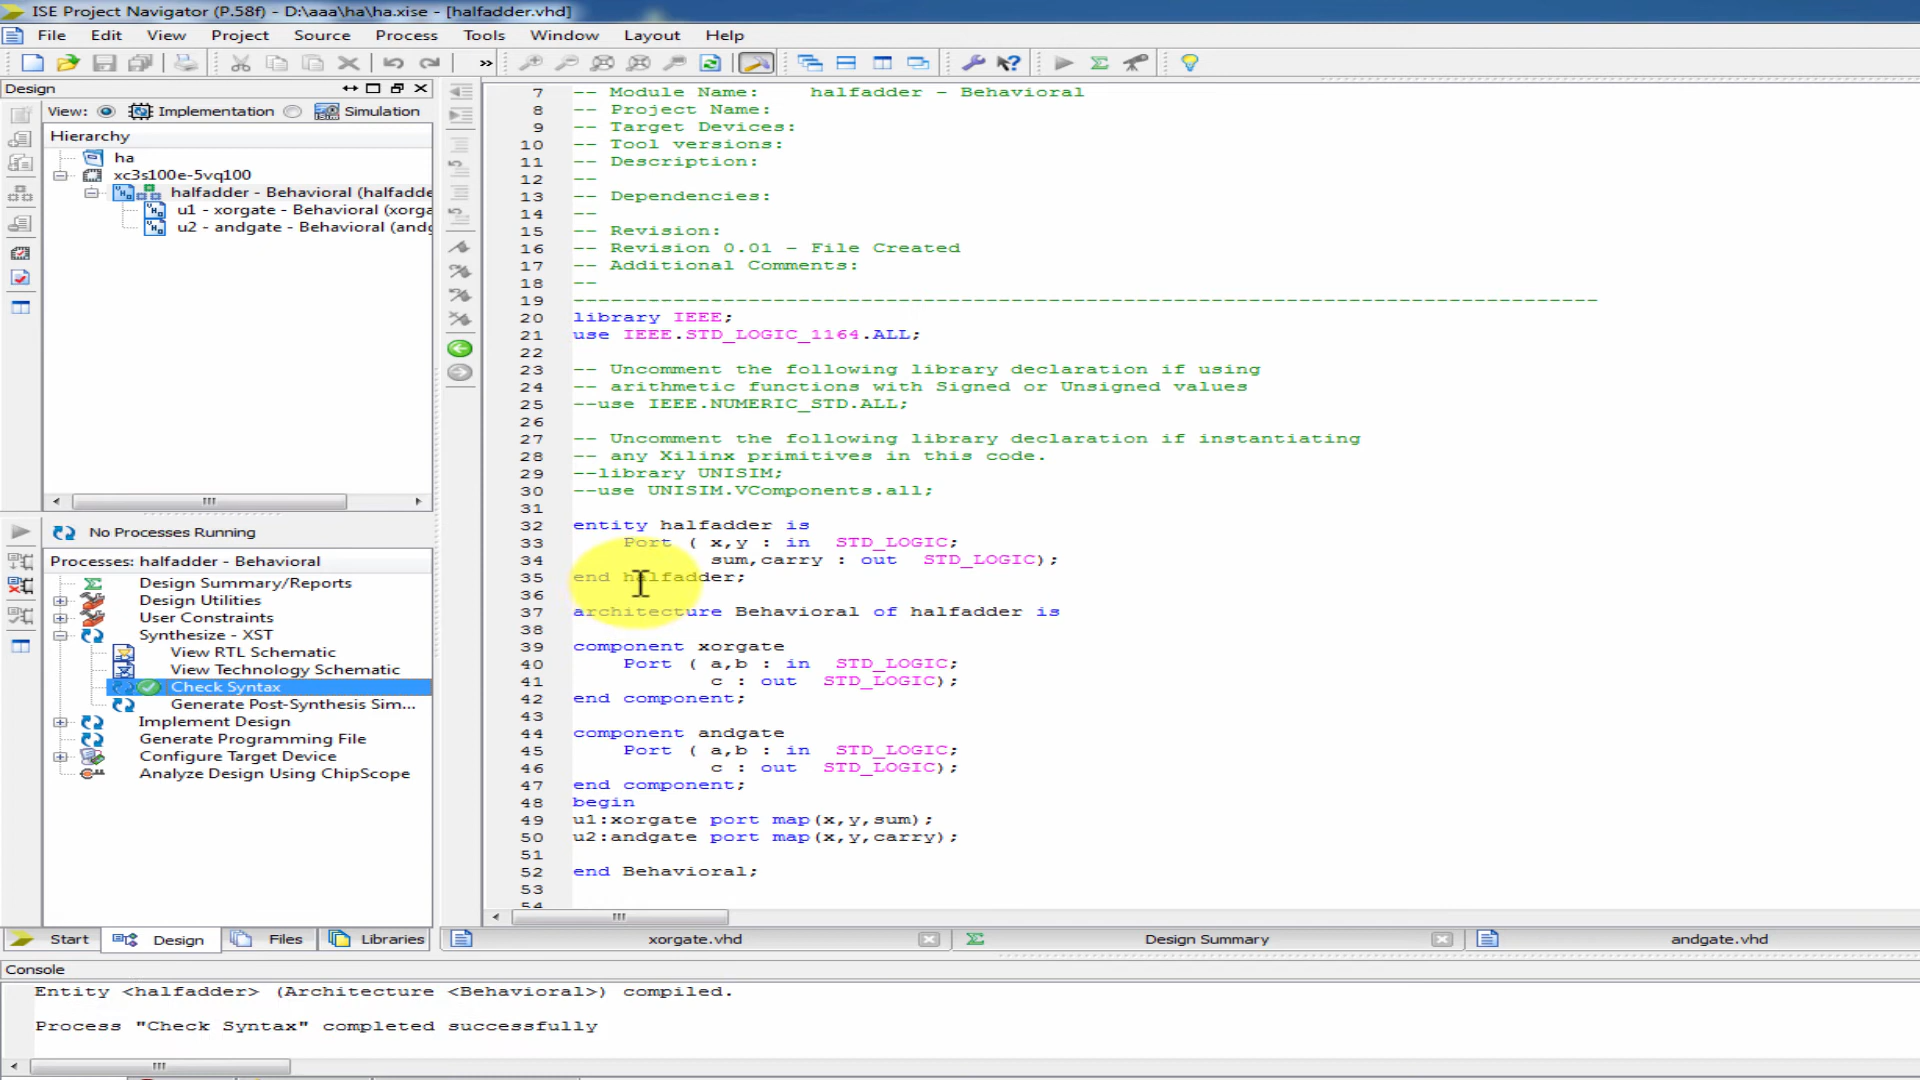 ISE Project Navigator (P.58f) - D:\aaa\ha\ha.xise - [halfadder.vhd]
File Edit View Project Source Process Tools Window Layout Help
Design
View: Implementation Simulation
Hierarchy
ha
xc3s100e-5vq100
halfadder - Behavioral (halfadde
u1 - xorgate - Behavioral (xorga
u2 - andgate - Behavioral (andg
No Processes Running
Processes: halfadder - Behavioral
Design Summary/Reports
Design Utilities
User Constraints
Synthesize - XST
View RTL Schematic
View Technology Schematic
Check Syntax
Generate Post-Synthesis Sim...
Implement Design
Generate Programming File
Configure Target Device
Analyze Design Using ChipScope
Start Design Files Libraries
7 -- Module Name:    halfadder - Behavioral
8 -- Project Name:
9 -- Target Devices:
10 -- Tool versions:
11 -- Description:
12 --
13 -- Dependencies:
14 --
15 -- Revision:
16 -- Revision 0.01 - File Created
17 -- Additional Comments:
18 --
19 ----------------------------------------------------------------------------------
20 library IEEE;
21 use IEEE.STD_LOGIC_1164.ALL;
22
23 -- Uncomment the following library declaration if using
24 -- arithmetic functions with Signed or Unsigned values
25 --use IEEE.NUMERIC_STD.ALL;
26
27 -- Uncomment the following library declaration if instantiating
28 -- any Xilinx primitives in this code.
29 --library UNISIM;
30 --use UNISIM.VComponents.all;
31
32 entity halfadder is
33     Port ( x,y : in  STD_LOGIC;
34            sum,carry : out  STD_LOGIC);
35 end halfadder;
36
37 architecture Behavioral of halfadder is
38
39 component xorgate
40     Port ( a,b : in  STD_LOGIC;
41            c : out  STD_LOGIC);
42 end component;
43
44 component andgate
45     Port ( a,b : in  STD_LOGIC;
46            c : out  STD_LOGIC);
47 end component;
48 begin
49 u1:xorgate port map(x,y,sum);
50 u2:andgate port map(x,y,carry);
51
52 end Behavioral;
53
54
xorgate.vhd Design Summary andgate.vhd
Console
Entity <halfadder> (Architecture <Behavioral>) compiled.
Process "Check Syntax" completed successfully